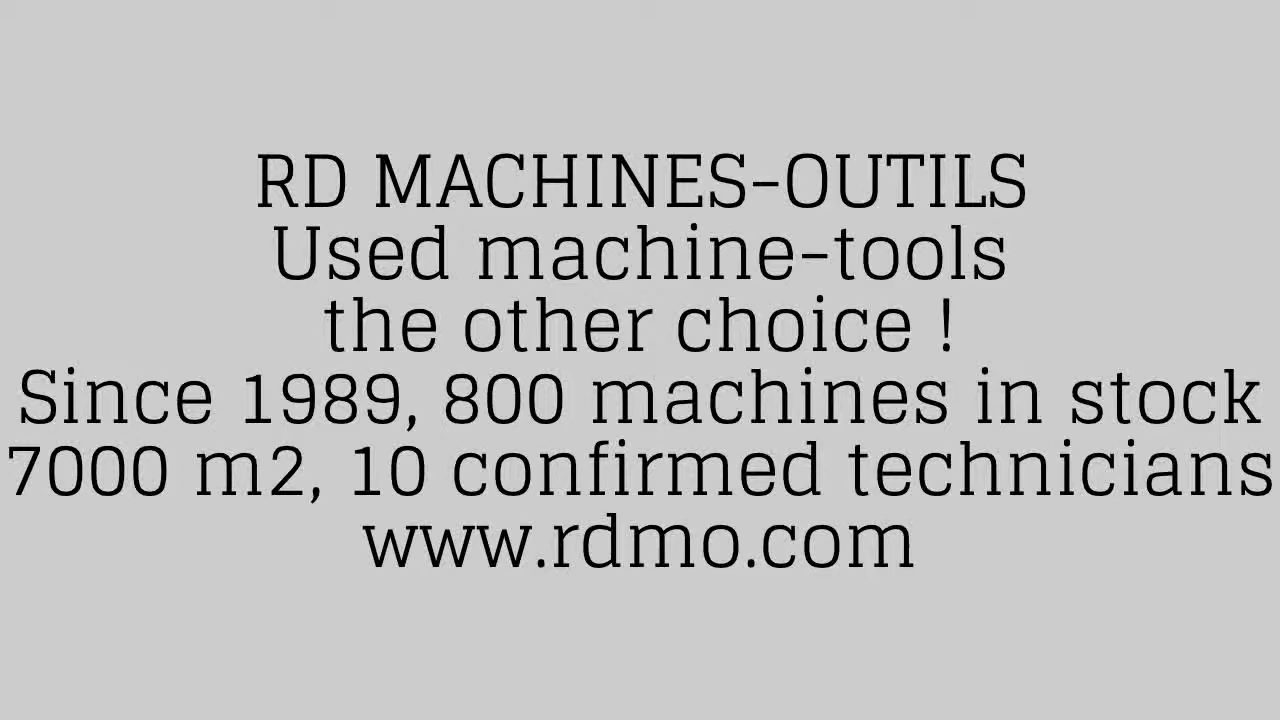 RD MACHINES-OUTILS
Used machine-tools
the other choice !
Since 1989, 800 machines in stock
7000 m2, 10 confirmed technicians
www.rdmo.com